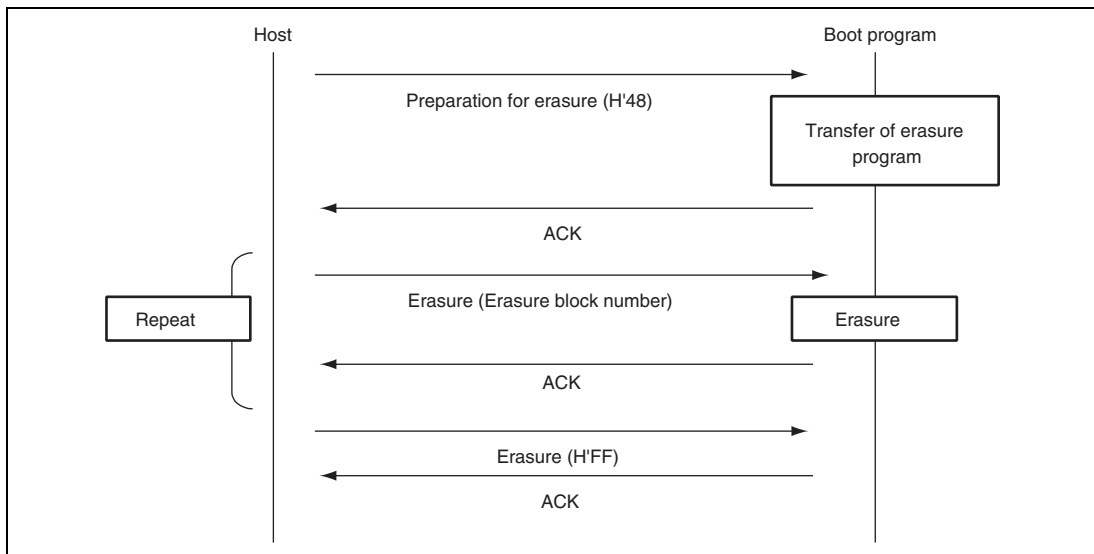 Host
Boot program
Preparation for erasure (H'48)
Transfer of erasure
program
ACK
Erasure (Erasure block number)
Repeat
Erasure
ACK
Erasure (H'FF)
ACK